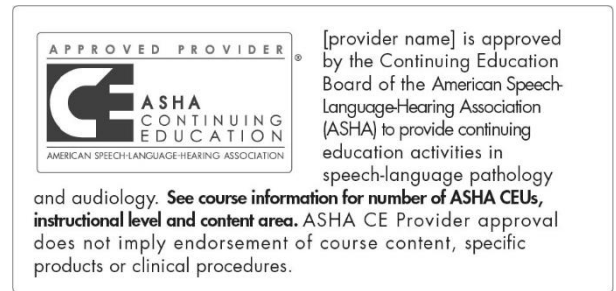 APPROVED PROVIDER
®
CE
ASHA
CONTINUING
EDUCATION
AMERICAN SPEECH-LANGUAGE-HEARING ASSOCIATION
[provider name] is approved
by the Continuing Education
Board of the American Speech-
Language-Hearing Association
(ASHA) to provide continuing
education activities in
speech-language pathology
and audiology. See course information for number of ASHA CEUs,
instructional level and content area. ASHA CE Provider approval
does not imply endorsement of course content, specific
products or clinical procedures.